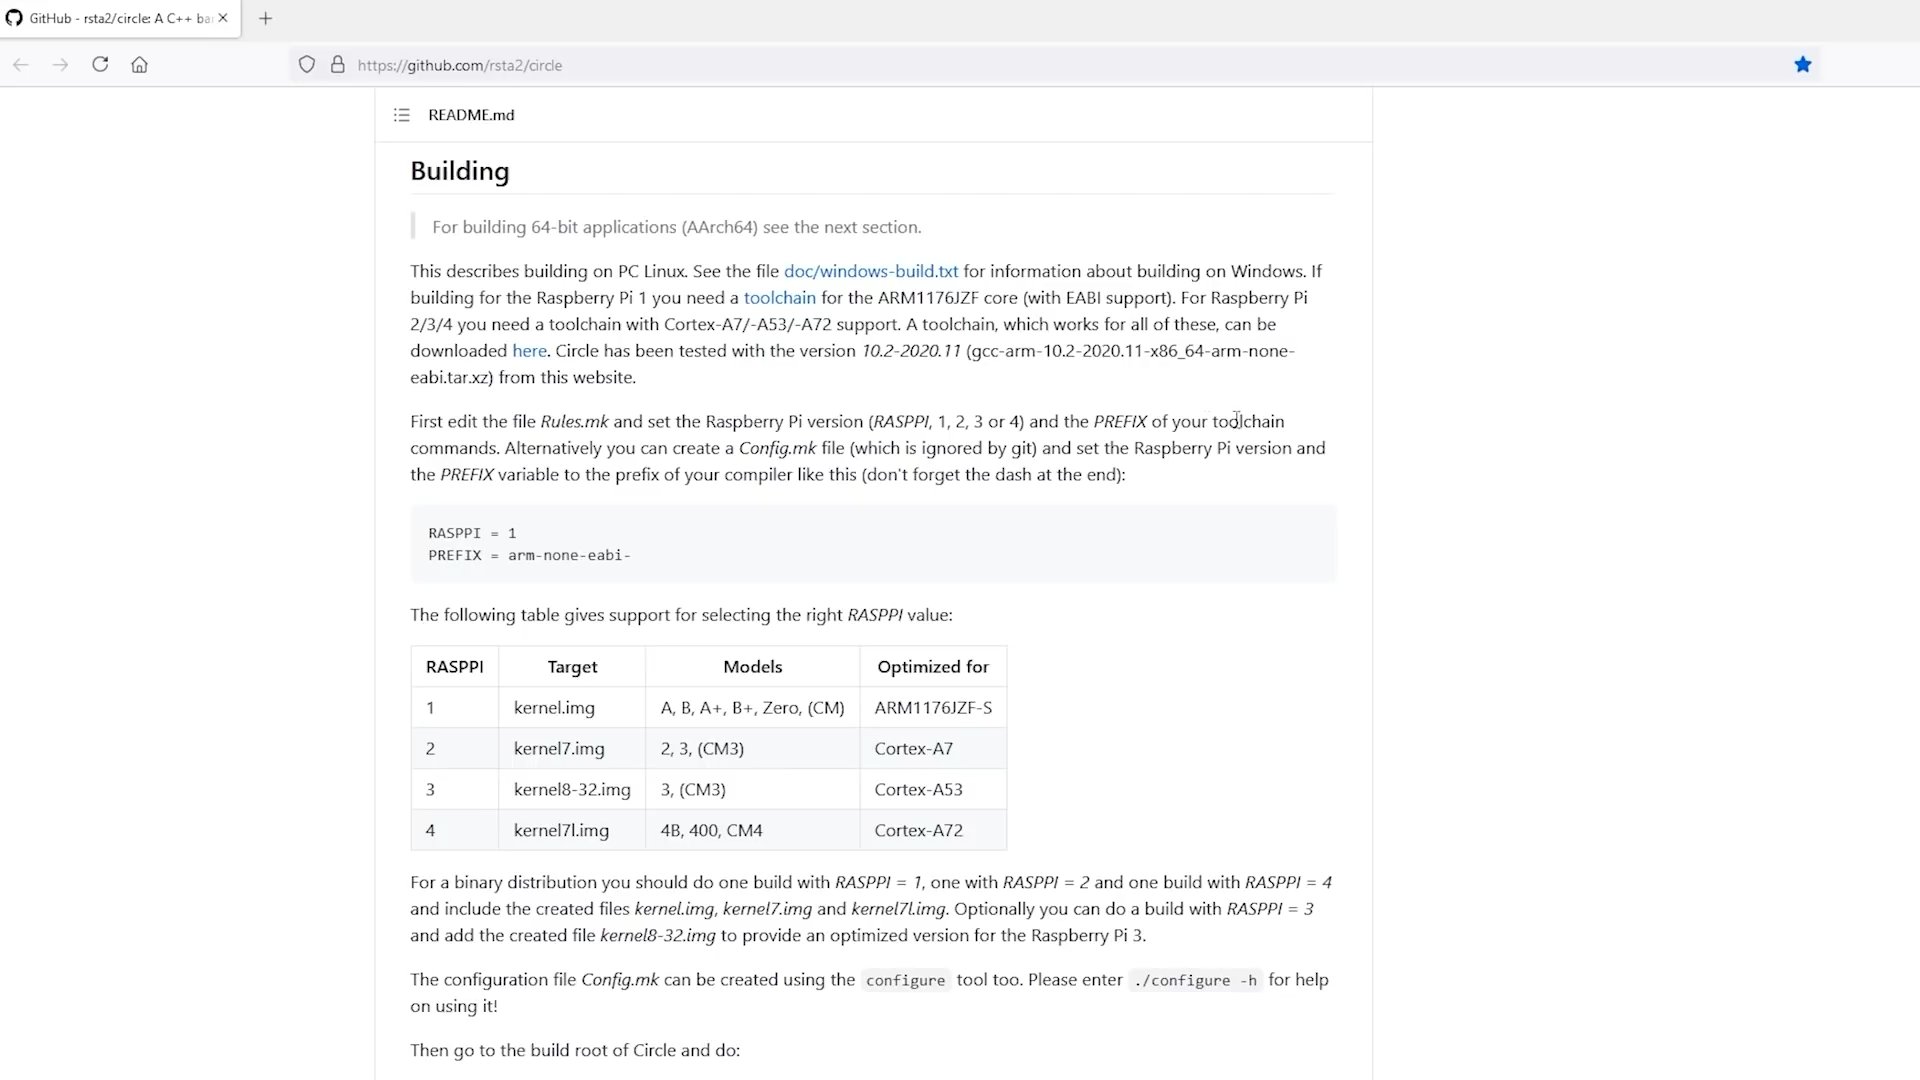 GitHub - rsta2/circle: A C++ ba
https://github.com/rsta2/circle
README.md
Building
For building 64-bit applications (AArch64) see the next section.
This describes building on PC Linux. See the file doc/windows-build.txt for information about building on Windows. If
building for the Raspberry Pi 1 you need a toolchain for the ARM1176JZF core (with EABI support). For Raspberry Pi
2/3/4 you need a toolchain with Cortex-A7/-A53/-A72 support. A toolchain, which works for all of these, can be
downloaded here. Circle has been tested with the version 10.2-2020.11 (gcc-arm-10.2-2020.11-x86_64-arm-none-
eabi.tar.xz) from this website.
First edit the file Rules.mk and set the Raspberry Pi version (RASPPI, 1, 2, 3 or 4) and the PREFIX of your toolchain
commands. Alternatively you can create a Config.mk file (which is ignored by git) and set the Raspberry Pi version and
the PREFIX variable to the prefix of your compiler like this (don't forget the dash at the end):
RASPPI = 1
PREFIX = arm-none-eabi-
The following table gives support for selecting the right RASPPI value:
RASPPI Target Models Optimized for
1 kernel.img A, B, A+, B+, Zero, (CM) ARM1176JZF-S
2 kernel7.img 2, 3, (CM3) Cortex-A7
3 kernel8-32.img 3, (CM3) Cortex-A53
4 kernel7l.img 4B, 400, CM4 Cortex-A72
For a binary distribution you should do one build with RASPPI = 1, one with RASPPI = 2 and one build with RASPPI = 4
and include the created files kernel.img, kernel7.img and kernel7l.img. Optionally you can do a build with RASPPI = 3
and add the created file kernel8-32.img to provide an optimized version for the Raspberry Pi 3.
The configuration file Config.mk can be created using the configure tool too. Please enter ./configure -h for help
on using it!
Then go to the build root of Circle and do: